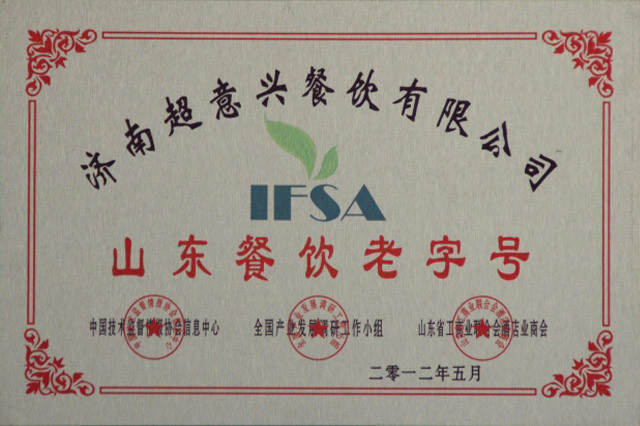 济南超意兴餐饮有限公司
IFSA
山东餐饮老字号
中国技术监督情报协会信息中心 全国产业发展调研工作小组 山东省工商业联合会酒店业商会
二零一二年五月